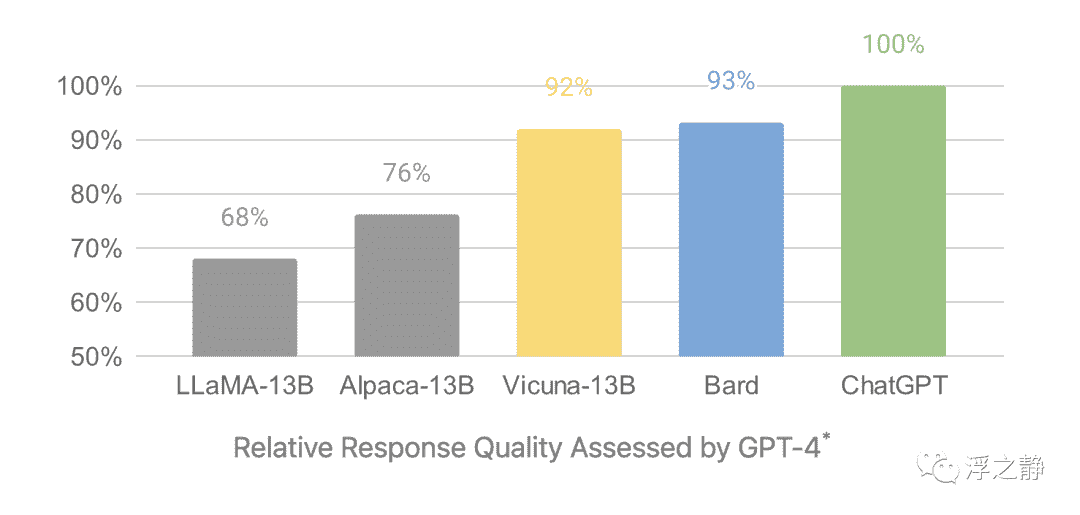 100%
92%
93%
100%
90%
80%
76%
70%
68%
60%
50%
LLaMA-13B
Alpaca-13B
Vicuna-13B
Bard
ChatGPT
Relative Response Quality Assessed by GPT-4*
浮之静